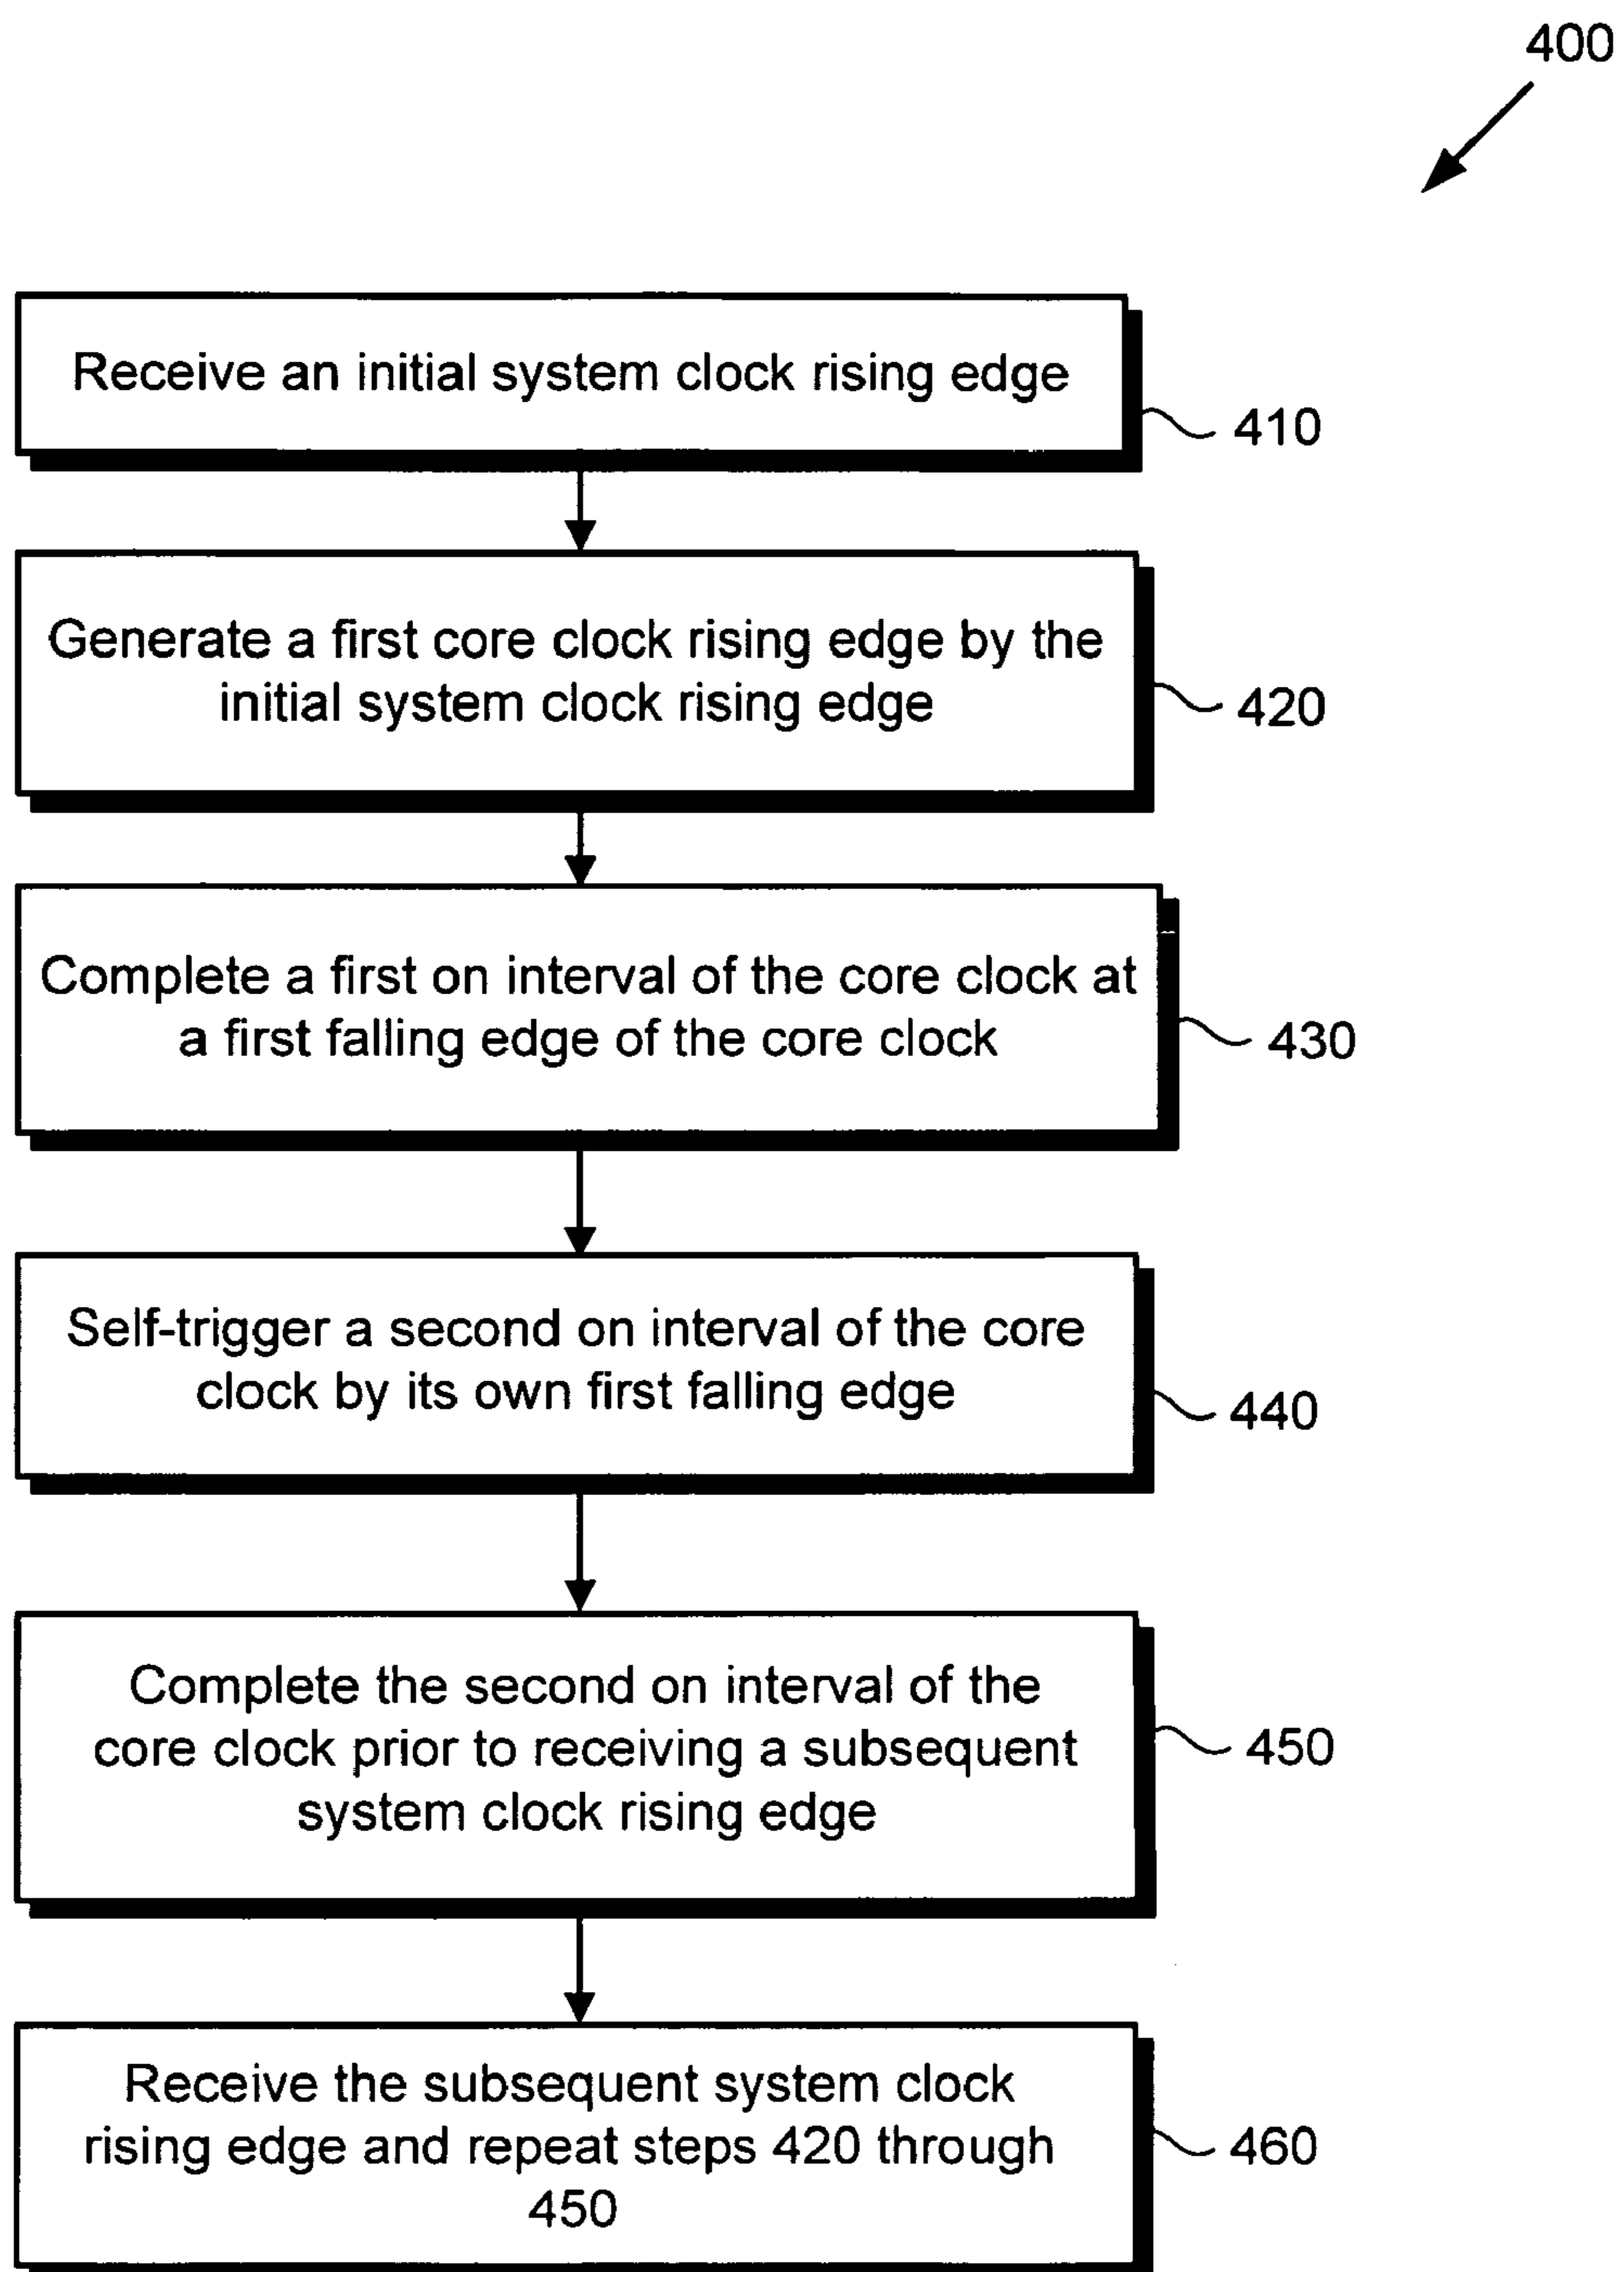 400
Receive an initial system clock rising edge
410
Generate a first core clock rising edge by the
initial system clock rising edge
420
Complete a first on interval of the core clock at
a first falling edge of the core clock
430
Self-trigger a second on interval of the core
clock by its own first falling edge
440
Complete the second on interval of the
core clock prior to receiving a subsequent
system clock rising edge
450
Receive the subsequent system clock
rising edge and repeat steps 420 through
450
460